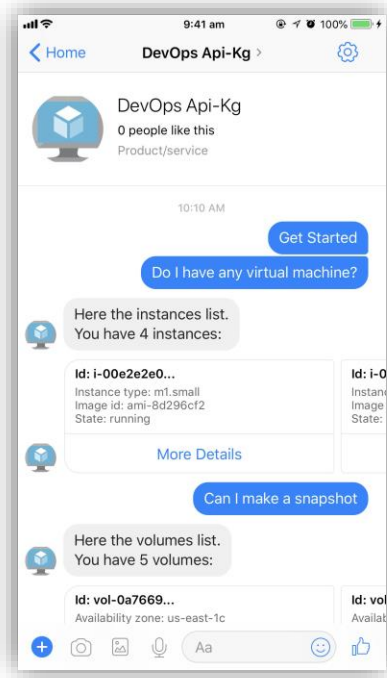 9:41 am
100%
Home
DevOps Api-Kg
DevOps Api-Kg
0 people like this
Product/service
10:10 AM
Get Started
Do I have any virtual machine?
Here the instances list.
You have 4 instances:
Id: i-00e2e2e0...
Instance type: m1.small
Image id: ami-8d296cf2
State: running
More Details
Id: i-0
Instan
Image
State:
Can I make a snapshot
Here the volumes list.
You have 5 volumes:
Id: vol-0a7669...
Availability zone: us-east-1c
Id: vol
Availab
Aa